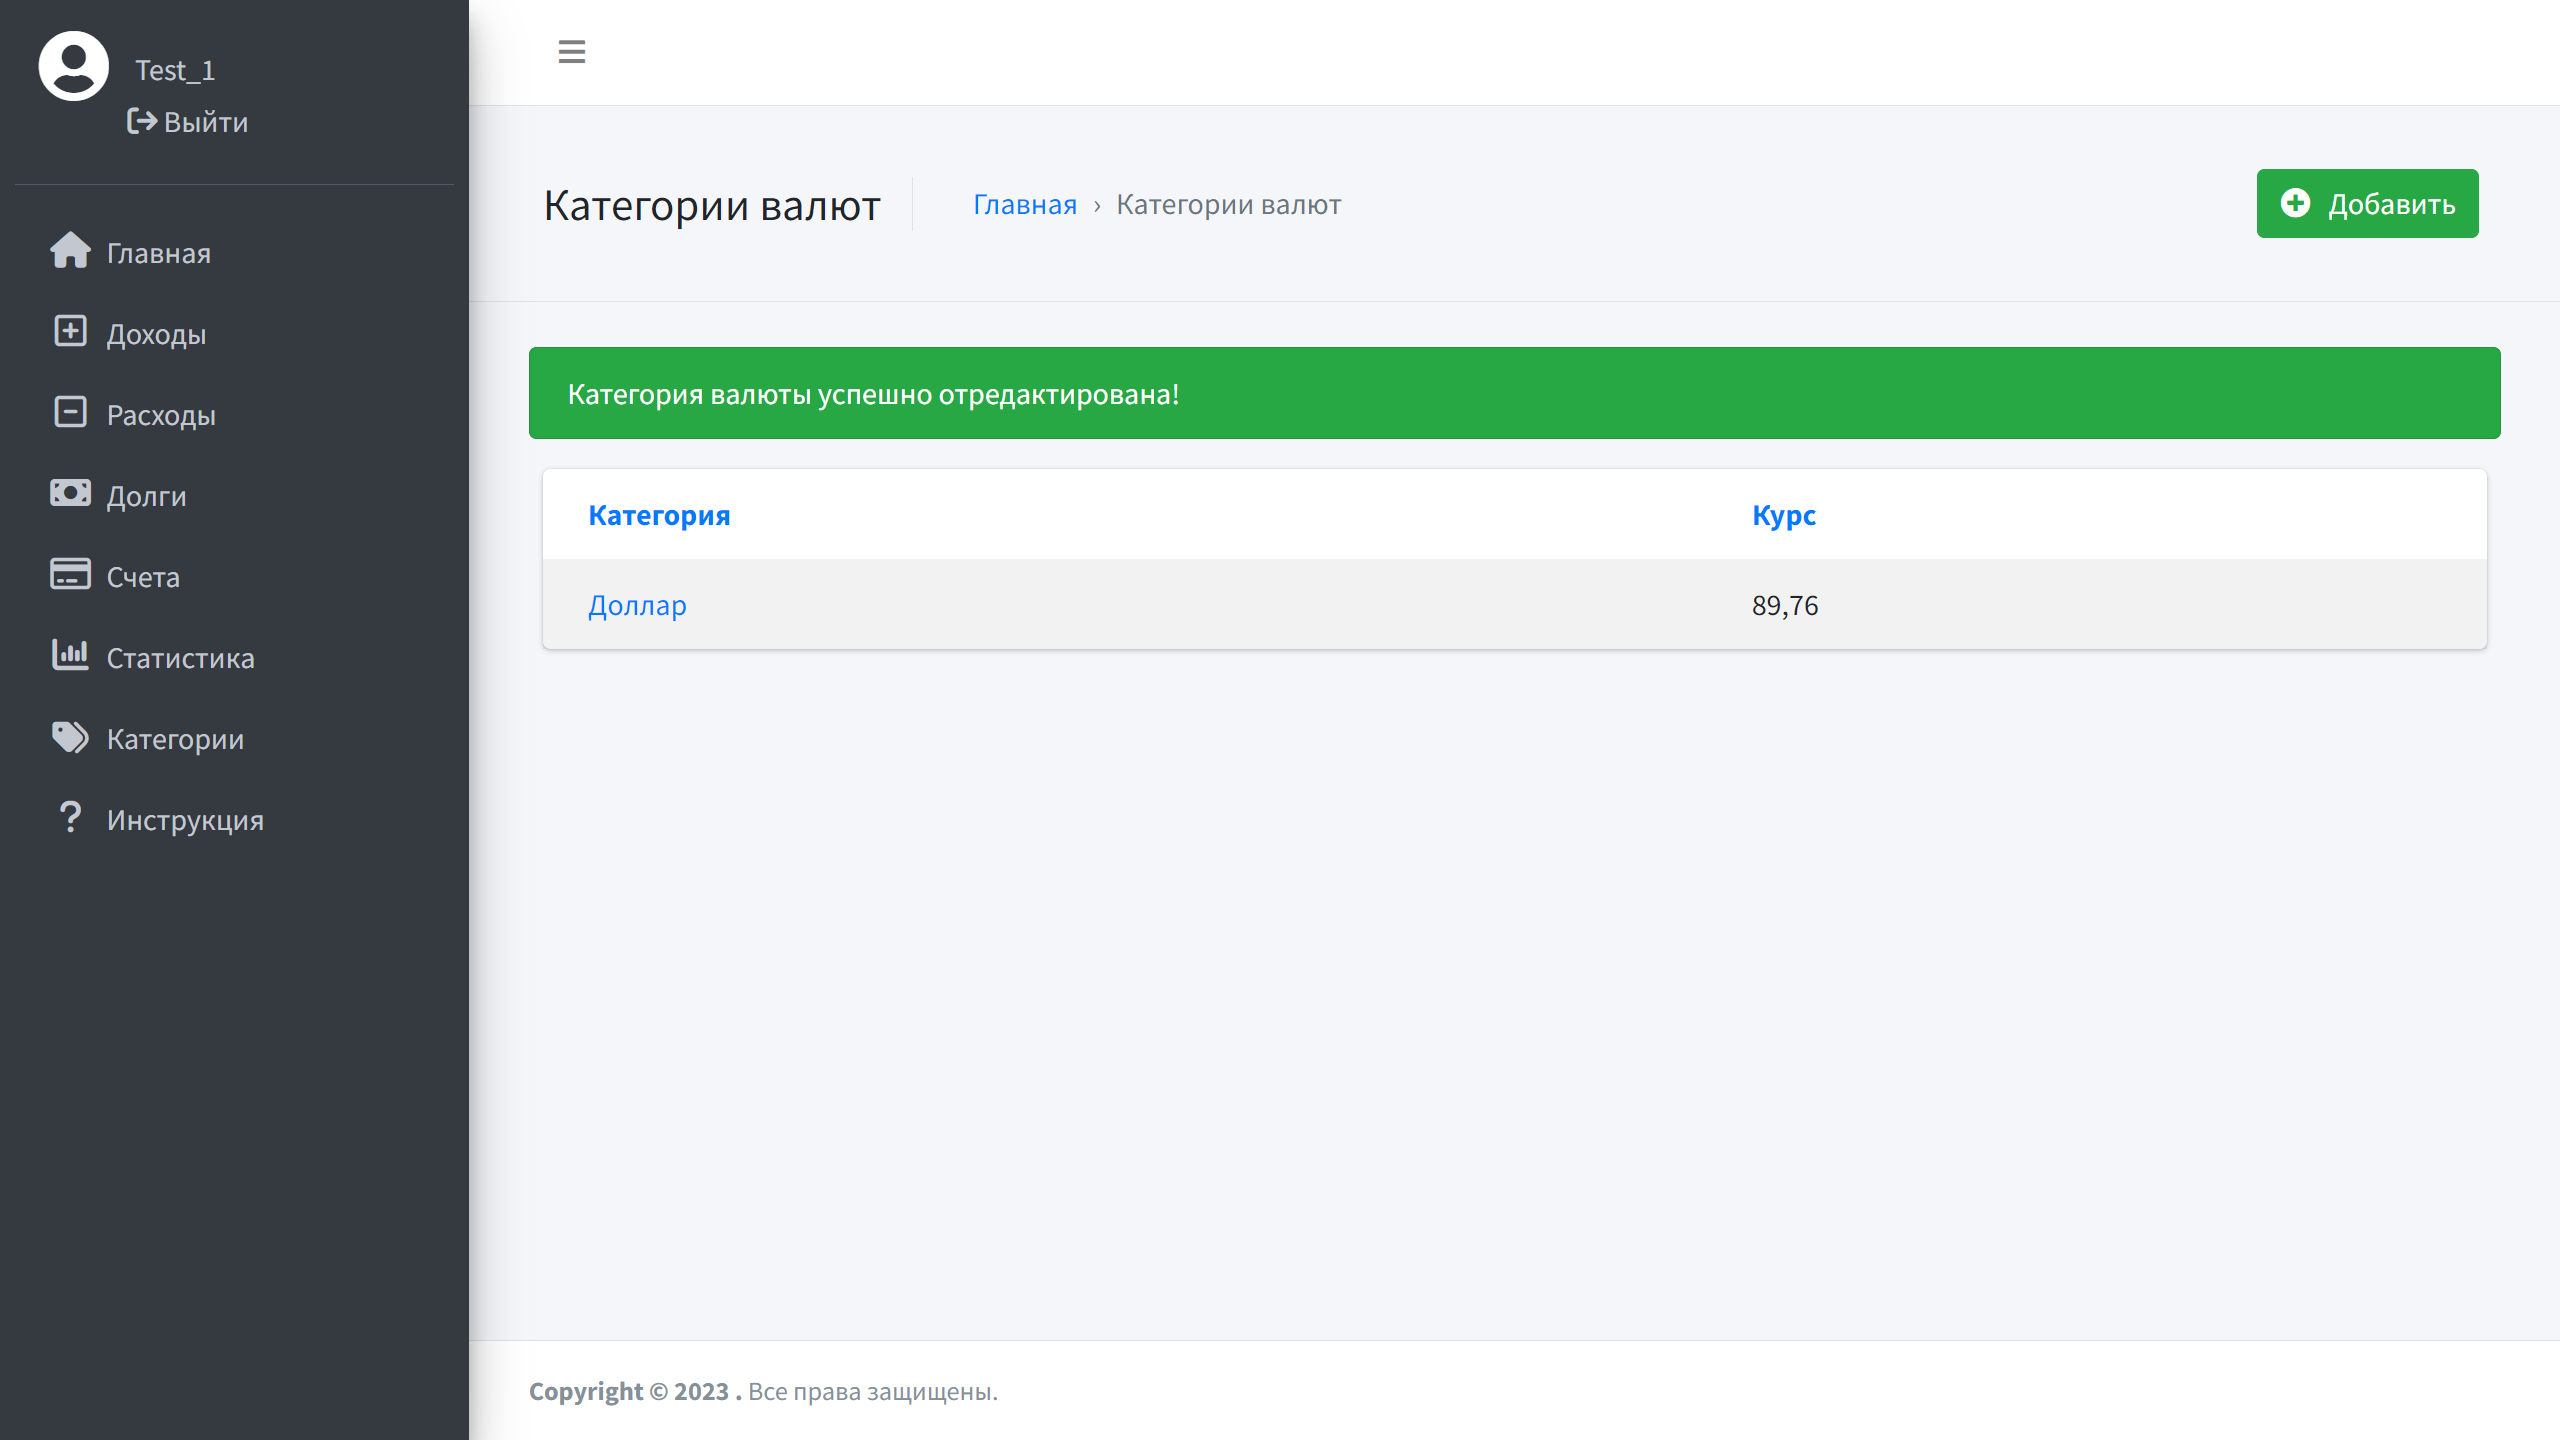 Test_1
Выйти
Главная
Доходы
Расходы
Долги
Счета
Статистика
Категории
Инструкция
Категории валют
Главная › Категории валют
Добавить
Категория валюты успешно отредактирована!
Категория Курс
Доллар 89,76
Copyright © 2023 . Все права защищены.